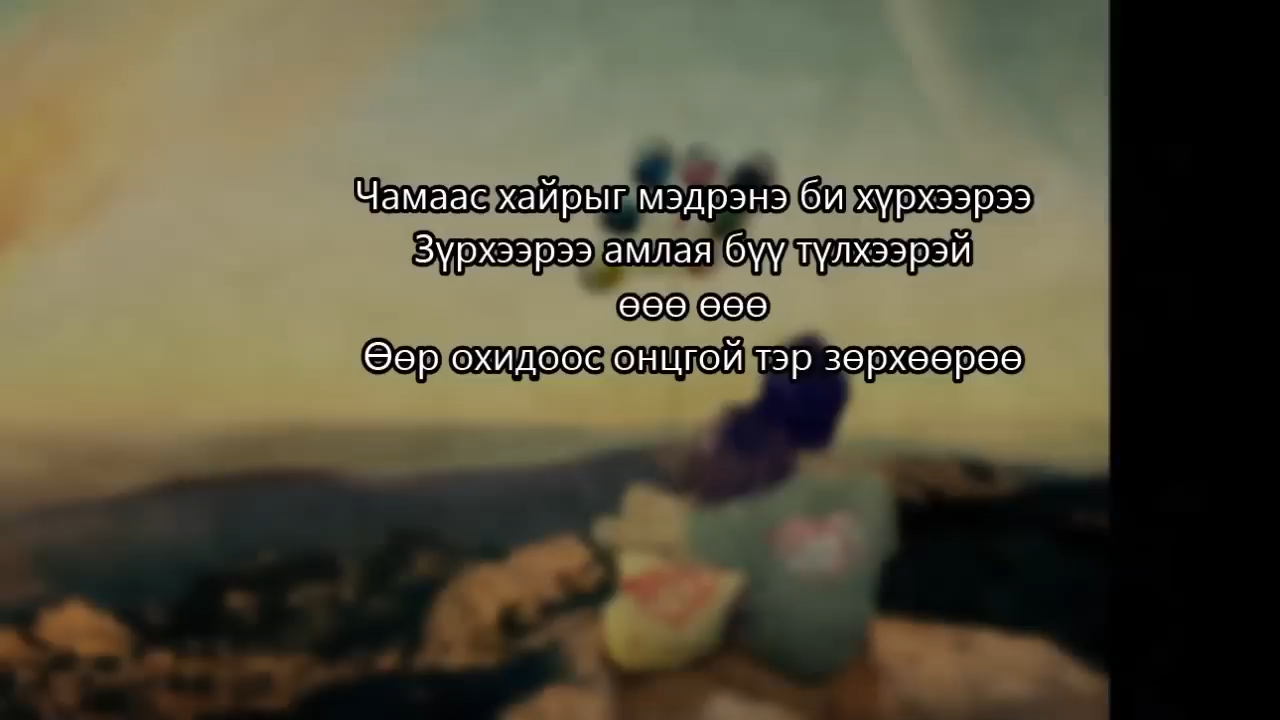 Чамаас хайрыг мэдрэнэ би хүрхээрээ
Зүрхээрээ амлая бүү түлхээрэй
өөө өөө
Өөр охидоос онцгой тэр зөрхөөрөө